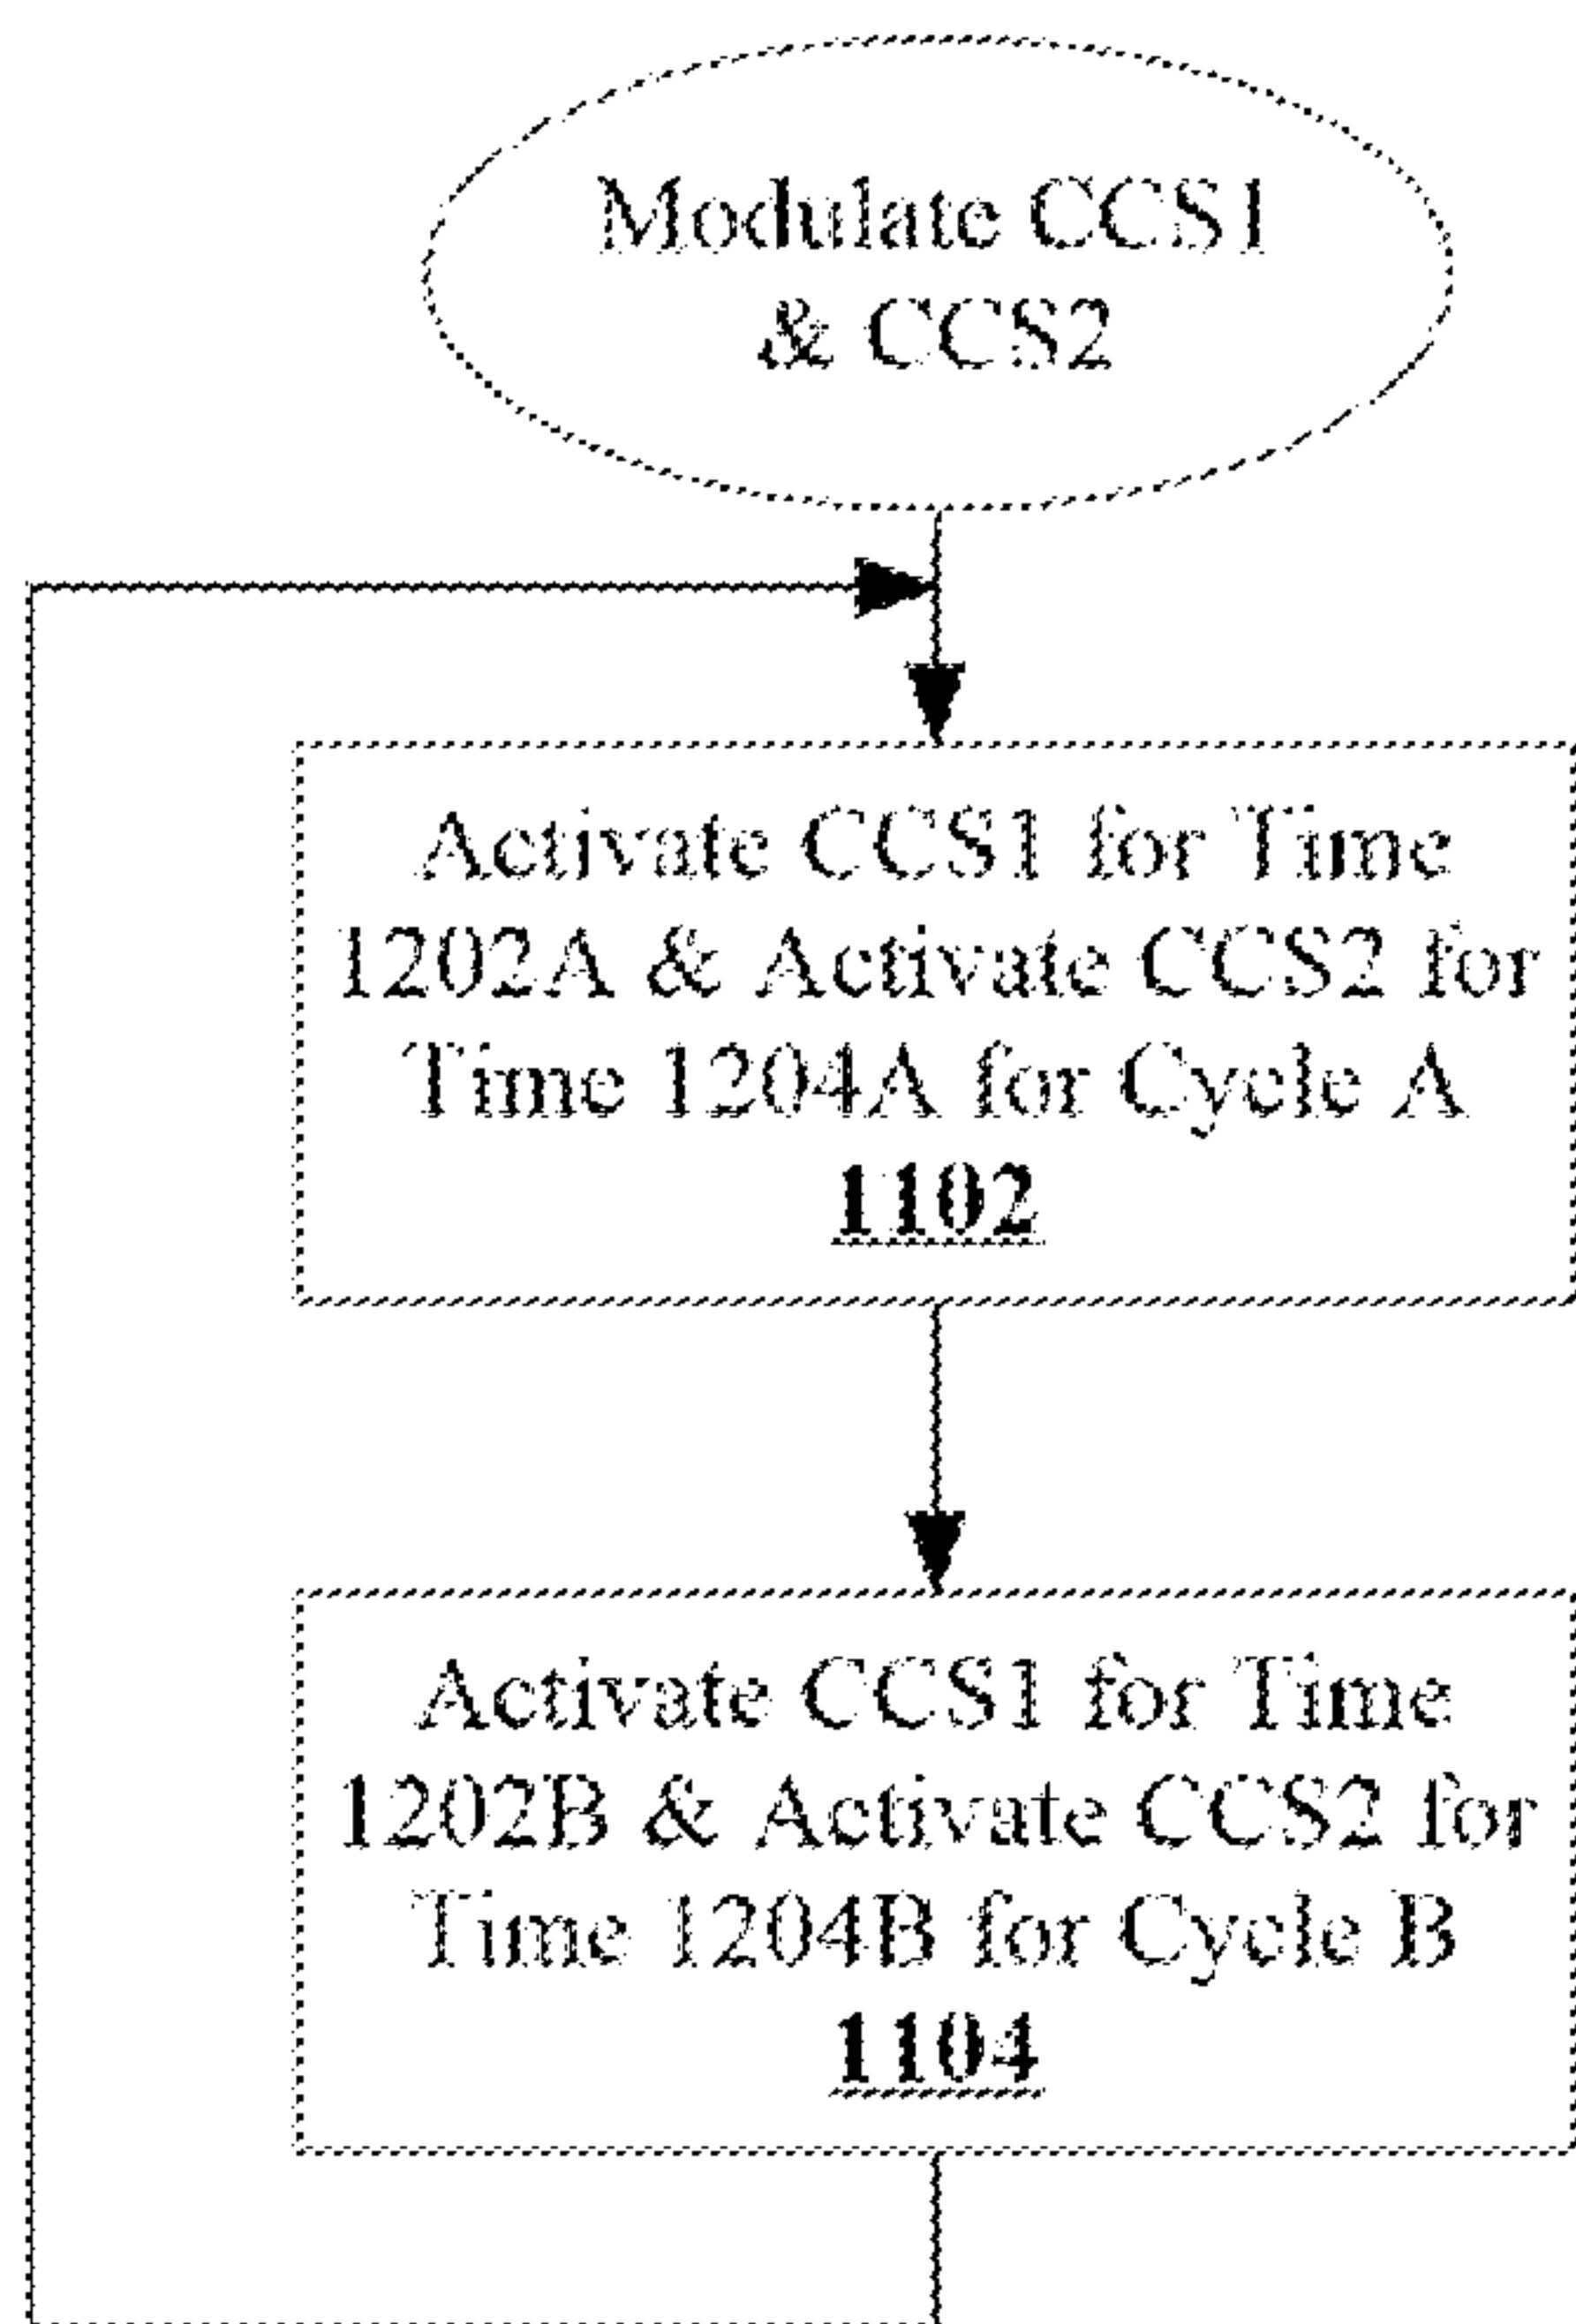 Modulate CCS1
& CCS2
Activate CCS1 for Time
1202A & Activate CCS2 for
Time 1204A for Cycle A
1102
Activate CCS1 for Time
1202B & Activate CCS2 for
Time 1204B for Cycle B
1104